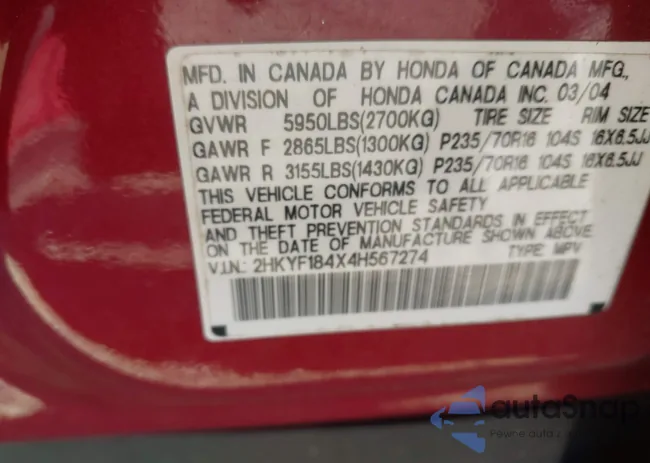 MFD. IN CANADA BY HONDA OF CANADA MFG.,
A DIVISION OF HONDA CANADA INC. 03/04
GVWR 5950LBS(2700KG) TIRE SIZE RIM SIZE
GAWR F 2865LBS(1300KG) P235/70R16 104S 16X6.5JJ
GAWR R 3155LBS(1430KG) P235/70R16 104S 16X6.5JJ
THIS VEHICLE CONFORMS TO ALL APPLICABLE
FEDERAL MOTOR VEHICLE SAFETY
AND THEFT PREVENTION STANDARDS IN EFFECT
ON THE DATE OF MANUFACTURE SHOWN ABOVE.
V.I.N.: 2HKYF184X4H567274 TYPE: MPV
autaSnap
Pewne auta